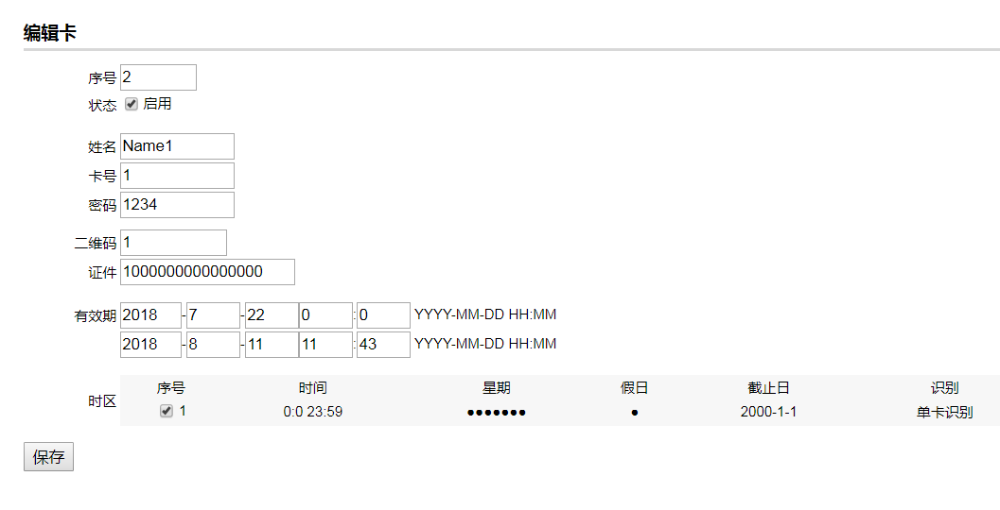 编辑卡
序号 2
状态 启用
姓名 Name1
卡号 1
密码 1234
二维码 1
证件 1000000000000000
有效期 2018 - 7 - 22 0 : 0 YYYY-MM-DD HH:MM
2018 - 8 - 11 11 : 43 YYYY-MM-DD HH:MM
序号 时间 星期 假日 截止日 识别
时区
1 0:0 23:59 ●●●●●●● ● 2000-1-1 单卡识别
保存